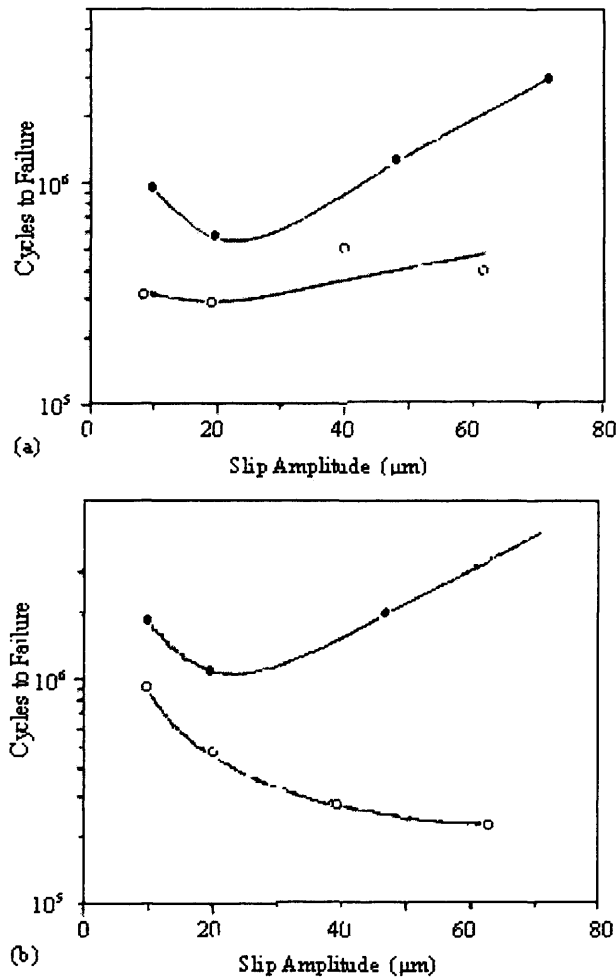 Cycles to Failure
10⁶
10⁵
(a)
0 20 40 60 80
Slip Amplitude (μm)
Cycles to Failure
10⁶
10⁵
(b)
0 20 40 60 80
Slip Amplitude (μm)